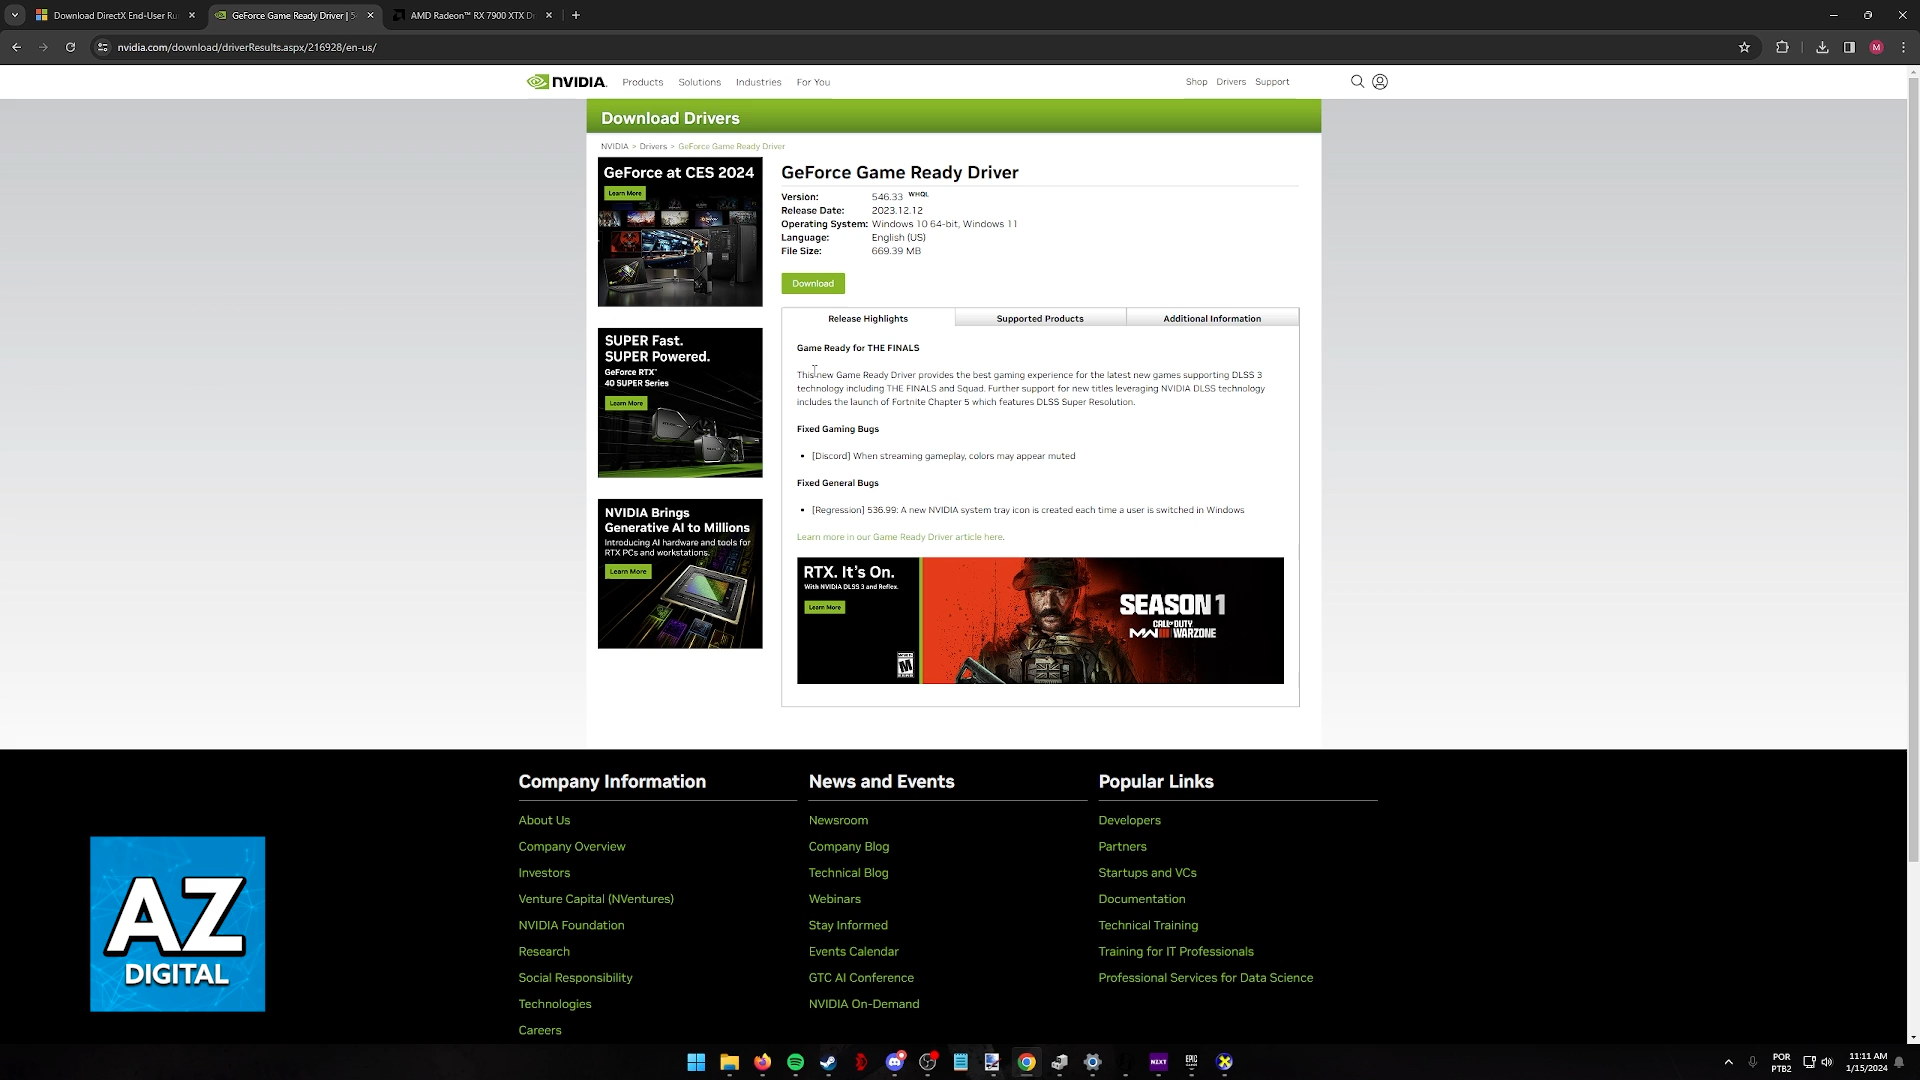 Download DirectX End-User Ru
GeForce Game Ready Driver | 5
AMD Radeon™ RX 7900 XTX Dr
nvidia.com/download/driverResults.aspx/216928/en-us/
M
NVIDIA.
Products
Solutions
Industries
For You
Shop
Drivers
Support
Download Drivers
NVIDIA > Drivers > GeForce Game Ready Driver
GeForce at CES 2024
Learn More
SUPER Fast.
SUPER Powered.
GeForce RTX™
40 SUPER Series
Learn More
NVIDIA Brings
Generative AI to Millions
Introducing AI hardware and tools for
RTX PCs and workstations.
Learn More
GeForce Game Ready Driver
Version: 546.33 WHQL
Release Date: 2023.12.12
Operating System: Windows 10 64-bit, Windows 11
Language: English (US)
File Size: 669.39 MB
Download
Release Highlights
Supported Products
Additional Information
Game Ready for THE FINALS
This new Game Ready Driver provides the best gaming experience for the latest new games supporting DLSS 3
technology including THE FINALS and Squad. Further support for new titles leveraging NVIDIA DLSS technology
includes the launch of Fortnite Chapter 5 which features DLSS Super Resolution.
Fixed Gaming Bugs
• [Discord] When streaming gameplay, colors may appear muted
Fixed General Bugs
• [Regression] 536.99: A new NVIDIA system tray icon is created each time a user is switched in Windows
Learn more in our Game Ready Driver article here.
RTX. It's On.
With NVIDIA DLSS 3 and Reflex.
Learn More
M
SEASON 1
CALL OF DUTY
MWIII WARZONE
Company Information
About Us
Company Overview
Investors
Venture Capital (NVentures)
NVIDIA Foundation
Research
Social Responsibility
Technologies
Careers
News and Events
Newsroom
Company Blog
Technical Blog
Webinars
Stay Informed
Events Calendar
GTC AI Conference
NVIDIA On-Demand
Popular Links
Developers
Partners
Startups and VCs
Documentation
Technical Training
Training for IT Professionals
Professional Services for Data Science
AZ
DIGITAL
NZXT
EPIC
GAMES
POR
PTB2
11:11 AM
1/15/2024